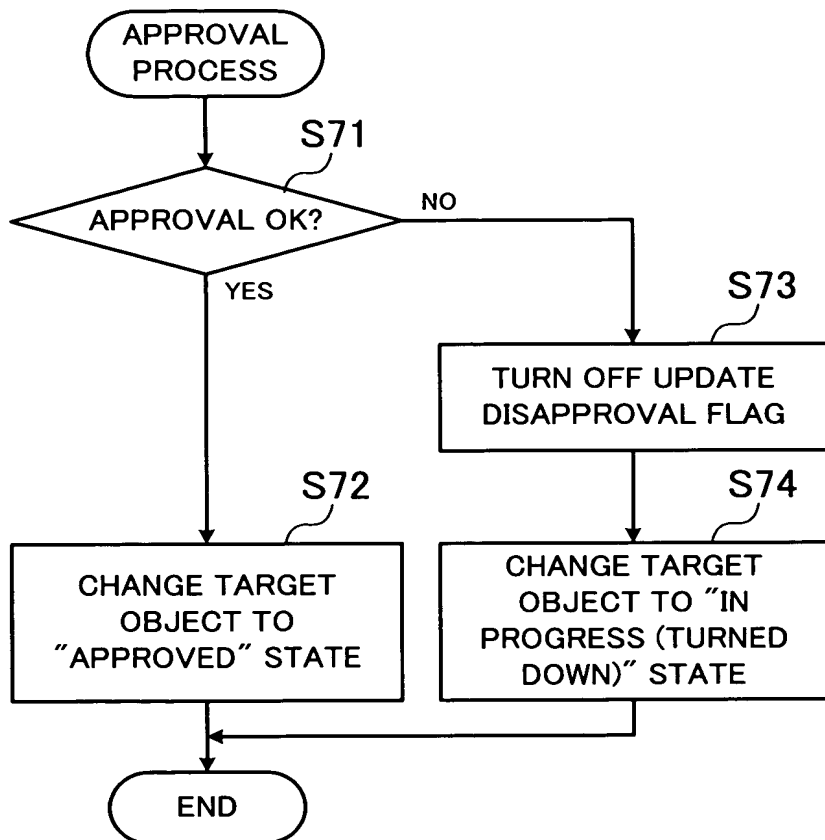 APPROVAL
PROCESS
S71
APPROVAL OK?
NO
YES
S73
TURN OFF UPDATE
DISAPPROVAL FLAG
S72
CHANGE TARGET
OBJECT TO
"APPROVED" STATE
S74
CHANGE TARGET
OBJECT TO "IN
PROGRESS (TURNED
DOWN)" STATE
END